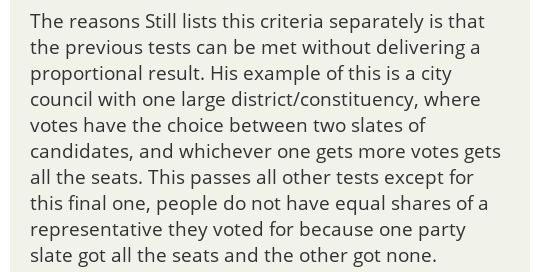 The reasons Still lists this criteria separately is that
the previous tests can be met without delivering a
proportional result. His example of this is a city
council with one large district/constituency, where
votes have the choice between two slates of
candidates, and whichever one gets more votes gets
all the seats. This passes all other tests except for
this final one, people do not have equal shares of a
representative they voted for because one party
slate got all the seats and the other got none.